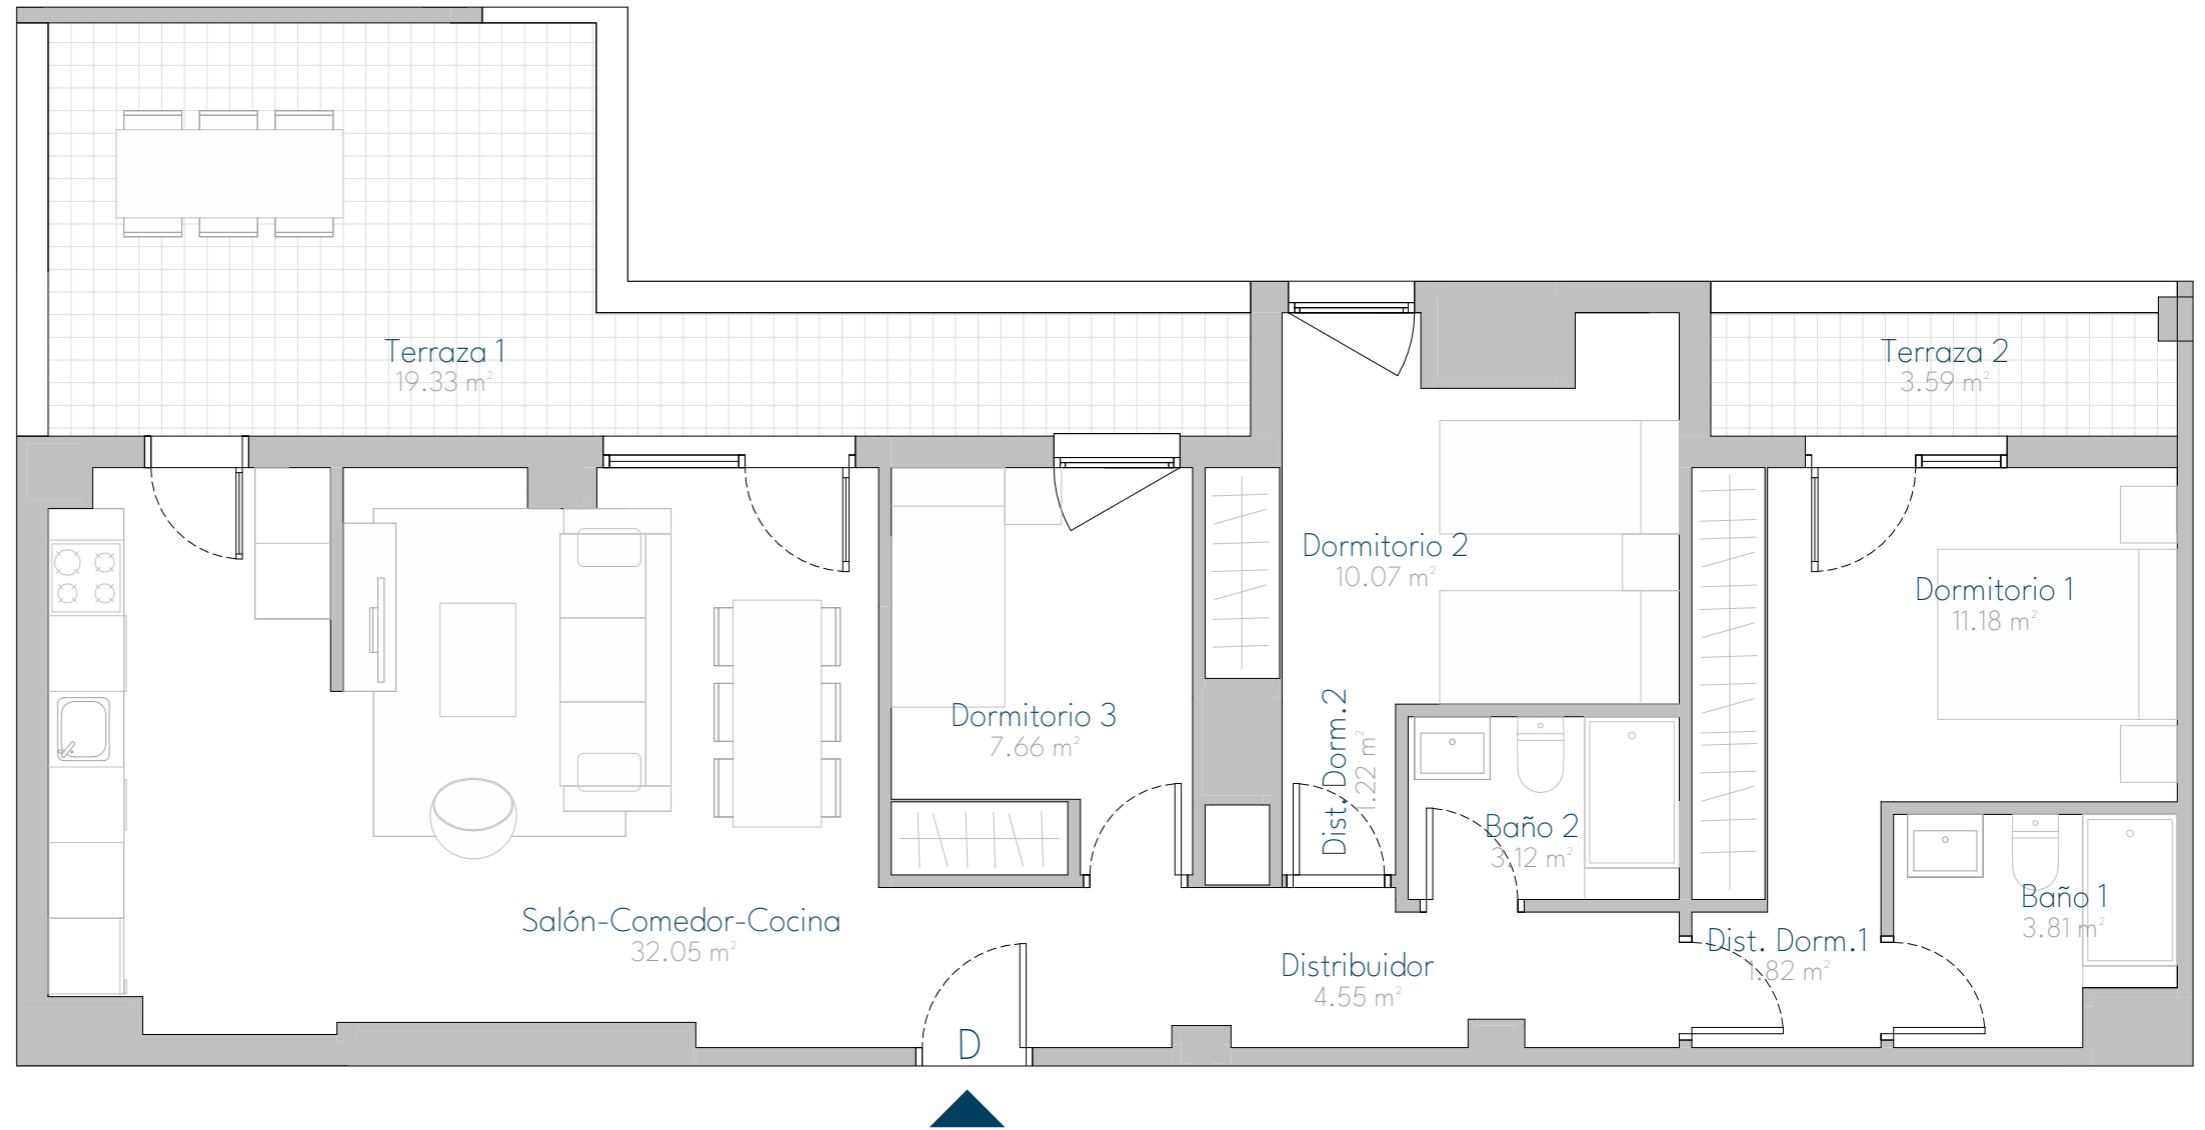 Terraza 1
19.33 m²
Terraza 2
3.59 m²
Dormitorio 2
10.07 m²
Dormitorio 1
11.18 m²
Dormitorio 3
7.66 m²
Dist. Dorm.2
1.22 m²
Baño 2
3.12 m²
Baño 1
3.81 m²
Salón-Comedor-Cocina
32.05 m²
Dist. Dorm.1
1.82 m²
Distribuidor
4.55 m²
D